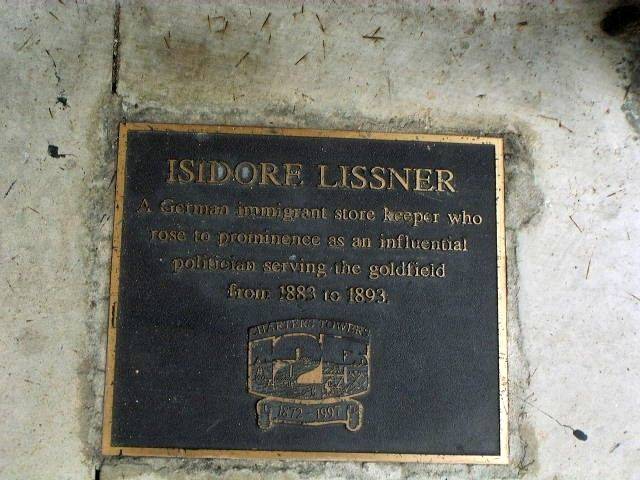 ISIDORE LISSNER
A German immigrant store keeper who
rose to prominence as an influential
politician serving the goldfield
from 1883 to 1893.
CHARTERS TOWERS
1872 - 1997